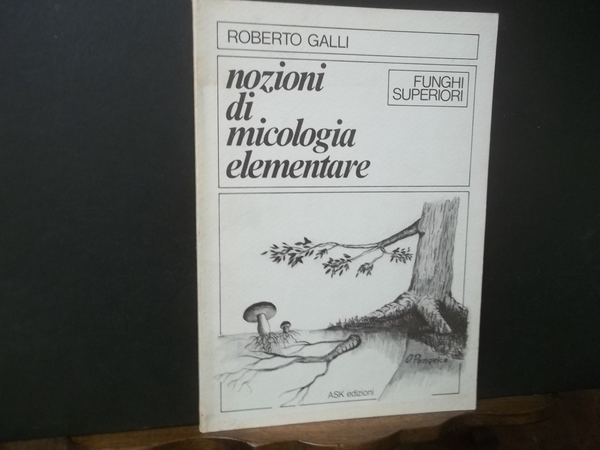 ROBERTO GALLI
nozioni
di
micologia
elementare
FUNGHI
SUPERIORI
ASK edizioni